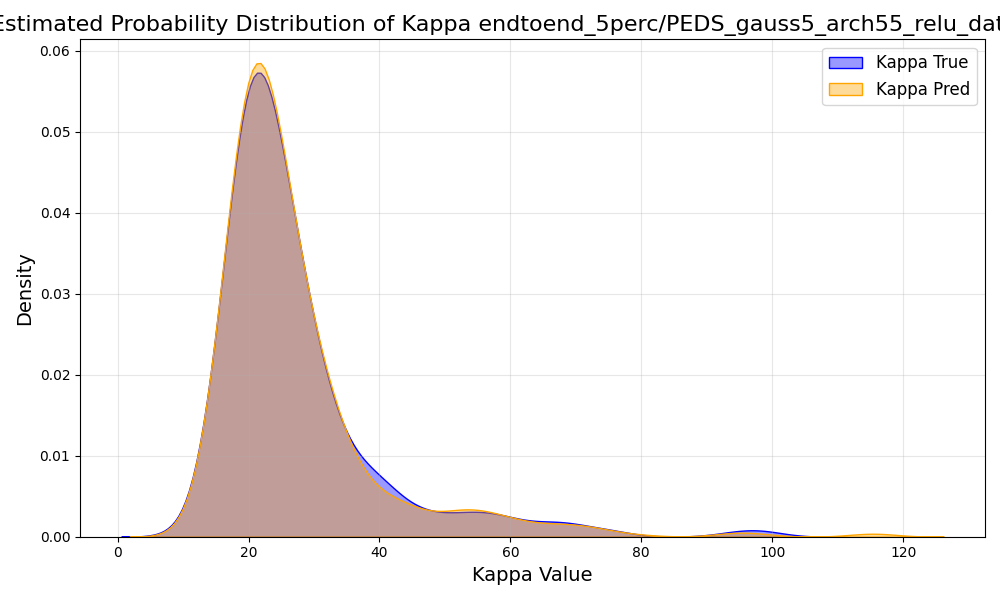 Estimated Probability Distribution of Kappa endtoend_5perc/PEDS_gauss5_arch55_relu_dat
Kappa True
Kappa Pred
0.06
0.05
0.04
0.03
0.02
0.01
0.00
Density
0 20 40 60 80 100 120
Kappa Value